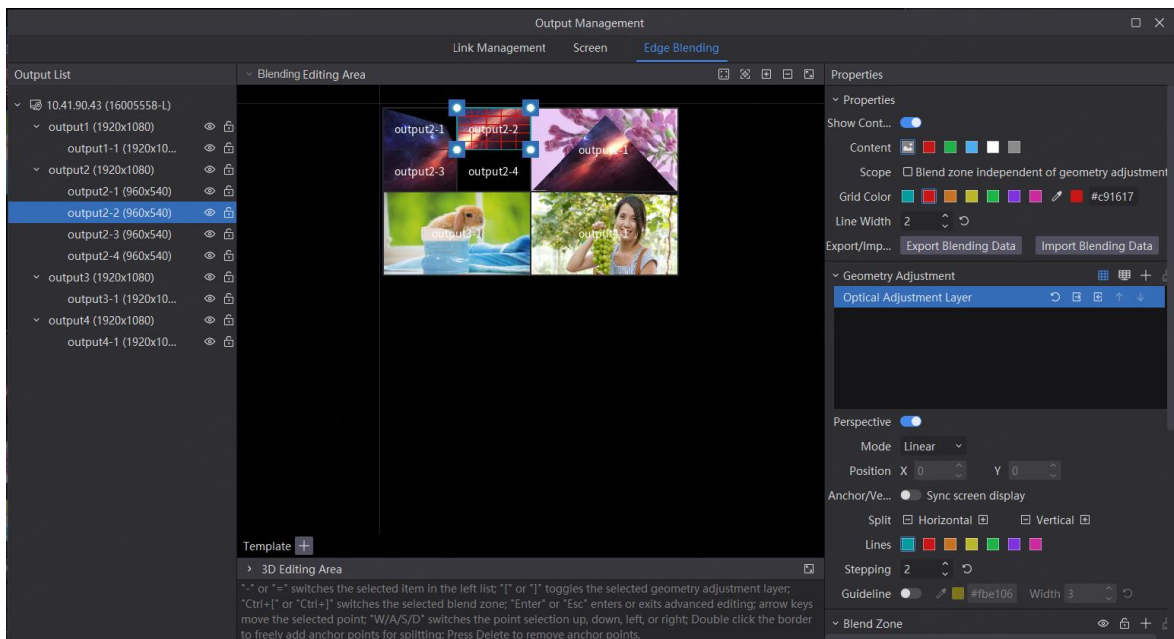 Output Management
Link Management Screen Edge Blending
Output List
10.41.90.43 (16005558-L)
output1 (1920x1080)
output1-1 (1920x10...
output2 (1920x1080)
output2-1 (960x540)
output2-2 (960x540)
output2-3 (960x540)
output2-4 (960x540)
output3 (1920x1080)
output3-1 (1920x10...
output4 (1920x1080)
output4-1 (1920x10...
Blending Editing Area
output2-1
output2-2
output2-3
output2-4
Template
3D Editing Area
"-" or "=" switches the selected item in the left list; "[" or "]" toggles the selected geometry adjustment layer;
"Ctrl+[" or "Ctrl+]" switches the selected blend zone; "Enter" or "Esc" enters or exits advanced editing; arrow keys
move the selected point; "W/A/S/D" switches the point selection up, down, left, or right; Double click the border
to freely add anchor points for splitting; Press Delete to remove anchor points.
Properties
Properties
Show Cont...
Content
Scope Blend zone independent of geometry adjustment
Grid Color #c91617
Line Width 2
Export/Imp... Export Blending Data Import Blending Data
Geometry Adjustment
Optical Adjustment Layer
Perspective
Mode Linear
Position X 0 Y 0
Anchor/Ve... Sync screen display
Split Horizontal Vertical
Lines
Stepping 2
Guideline #fbe106 Width 3
Blend Zone